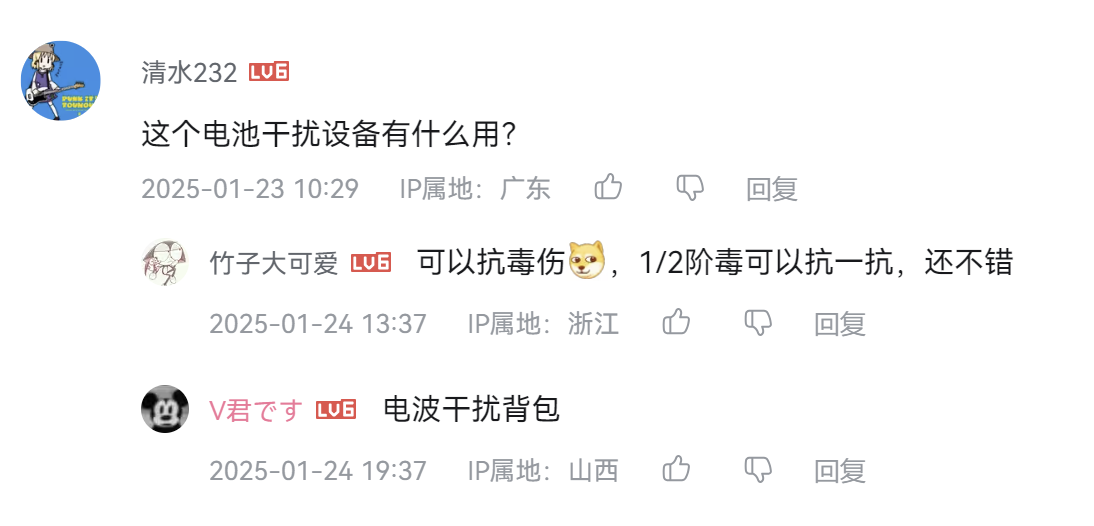 清水232 LV6
这个电池干扰设备有什么用？
2025-01-23 10:29 IP属地：广东 回复
竹子大可爱 LV6 可以抗毒伤，1/2阶毒可以抗一抗，还不错
2025-01-24 13:37 IP属地：浙江 回复
V君です LV6 电波干扰背包
2025-01-24 19:37 IP属地：山西 回复